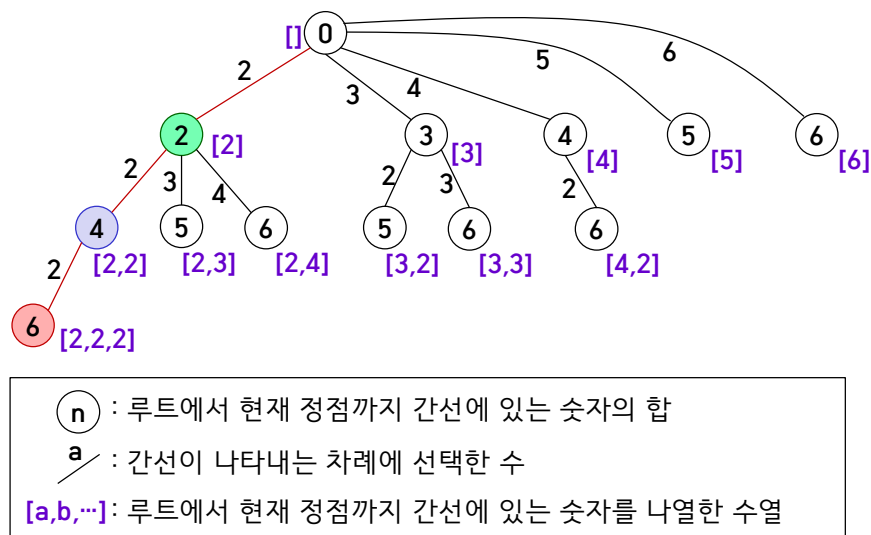 [] 0
2 3 4 5 6
2 [2] 3 [3] 4 [4] 5 [5] 6 [6]
2 3 4 2 3 2
4 [2,2] 5 [2,3] 6 [2,4] 5 [3,2] 6 [3,3] 6 [4,2]
2
6 [2,2,2]
n : 루트에서 현재 정점까지 간선에 있는 숫자의 합
a : 간선이 나타내는 차례에 선택한 수
[a,b,…] : 루트에서 현재 정점까지 간선에 있는 숫자를 나열한 수열